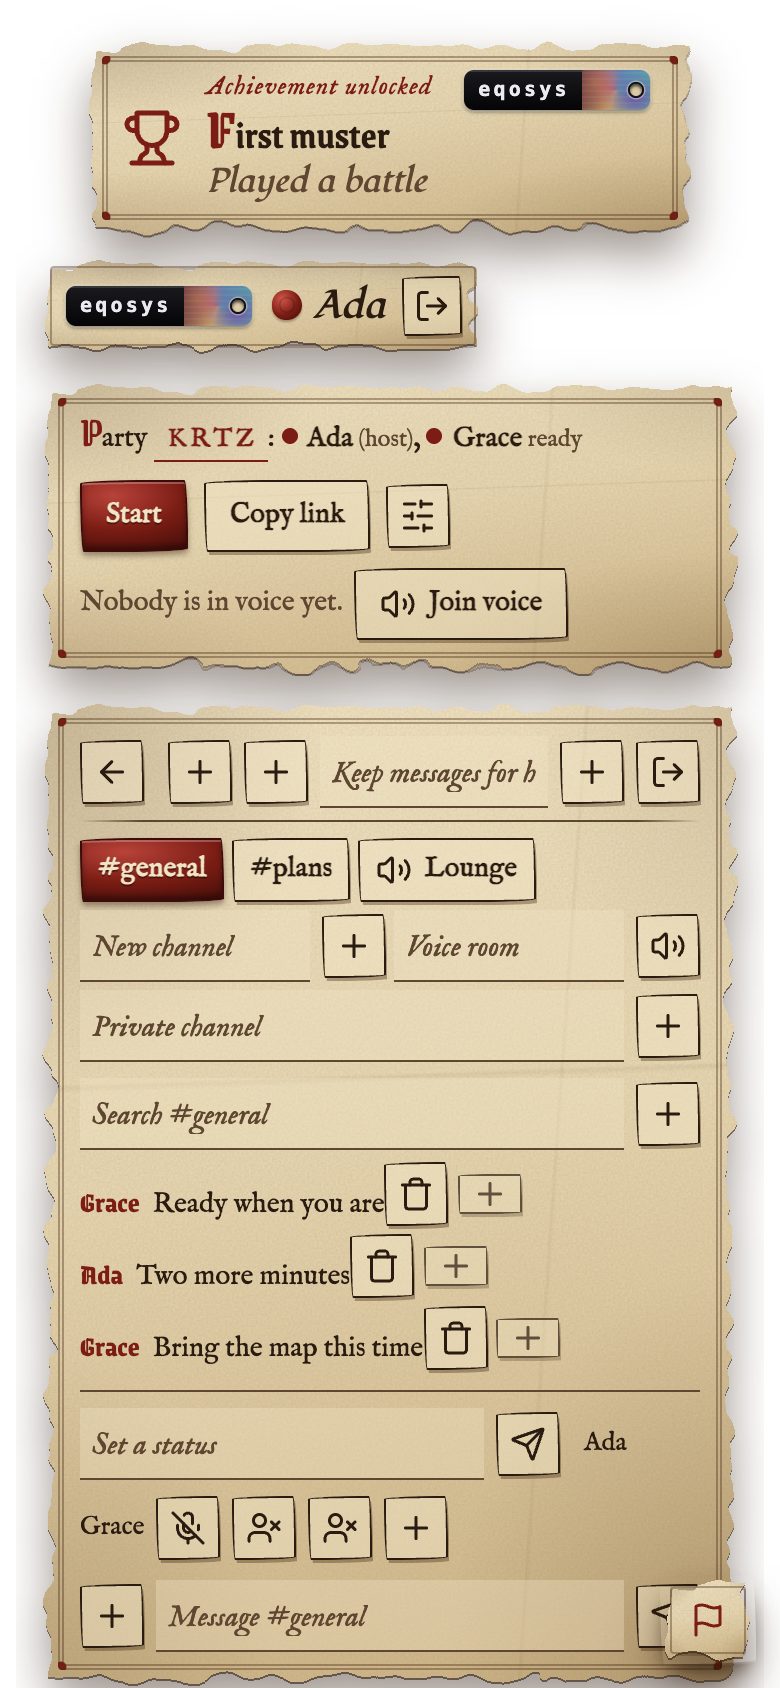 Achievement unlocked
eqosys
First muster
Played a battle
eqosys Ada
Party KRTZ : Ada (host), Grace ready
Start Copy link
Nobody is in voice yet. Join voice
Keep messages for h
#general #plans Lounge
New channel Voice room
Private channel
Search #general
Grace Ready when you are
Ada Two more minutes
Grace Bring the map this time
Set a status Ada
Grace
Message #general